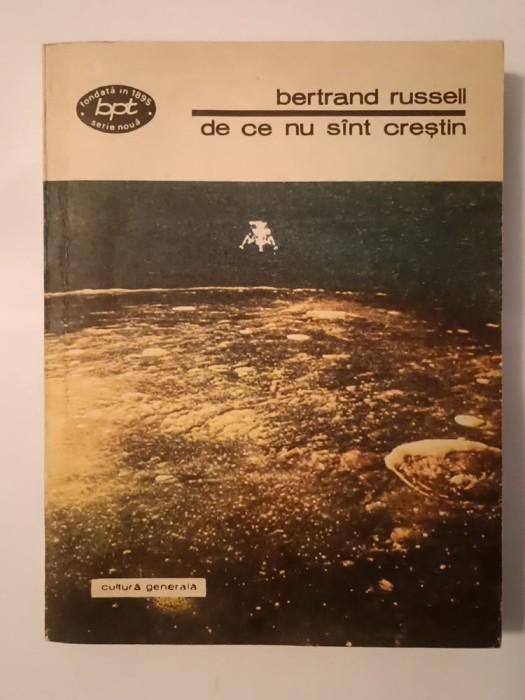 fondată în 1895
bpt
serie nouă
bertrand russell
de ce nu sînt creștin
cultură generală